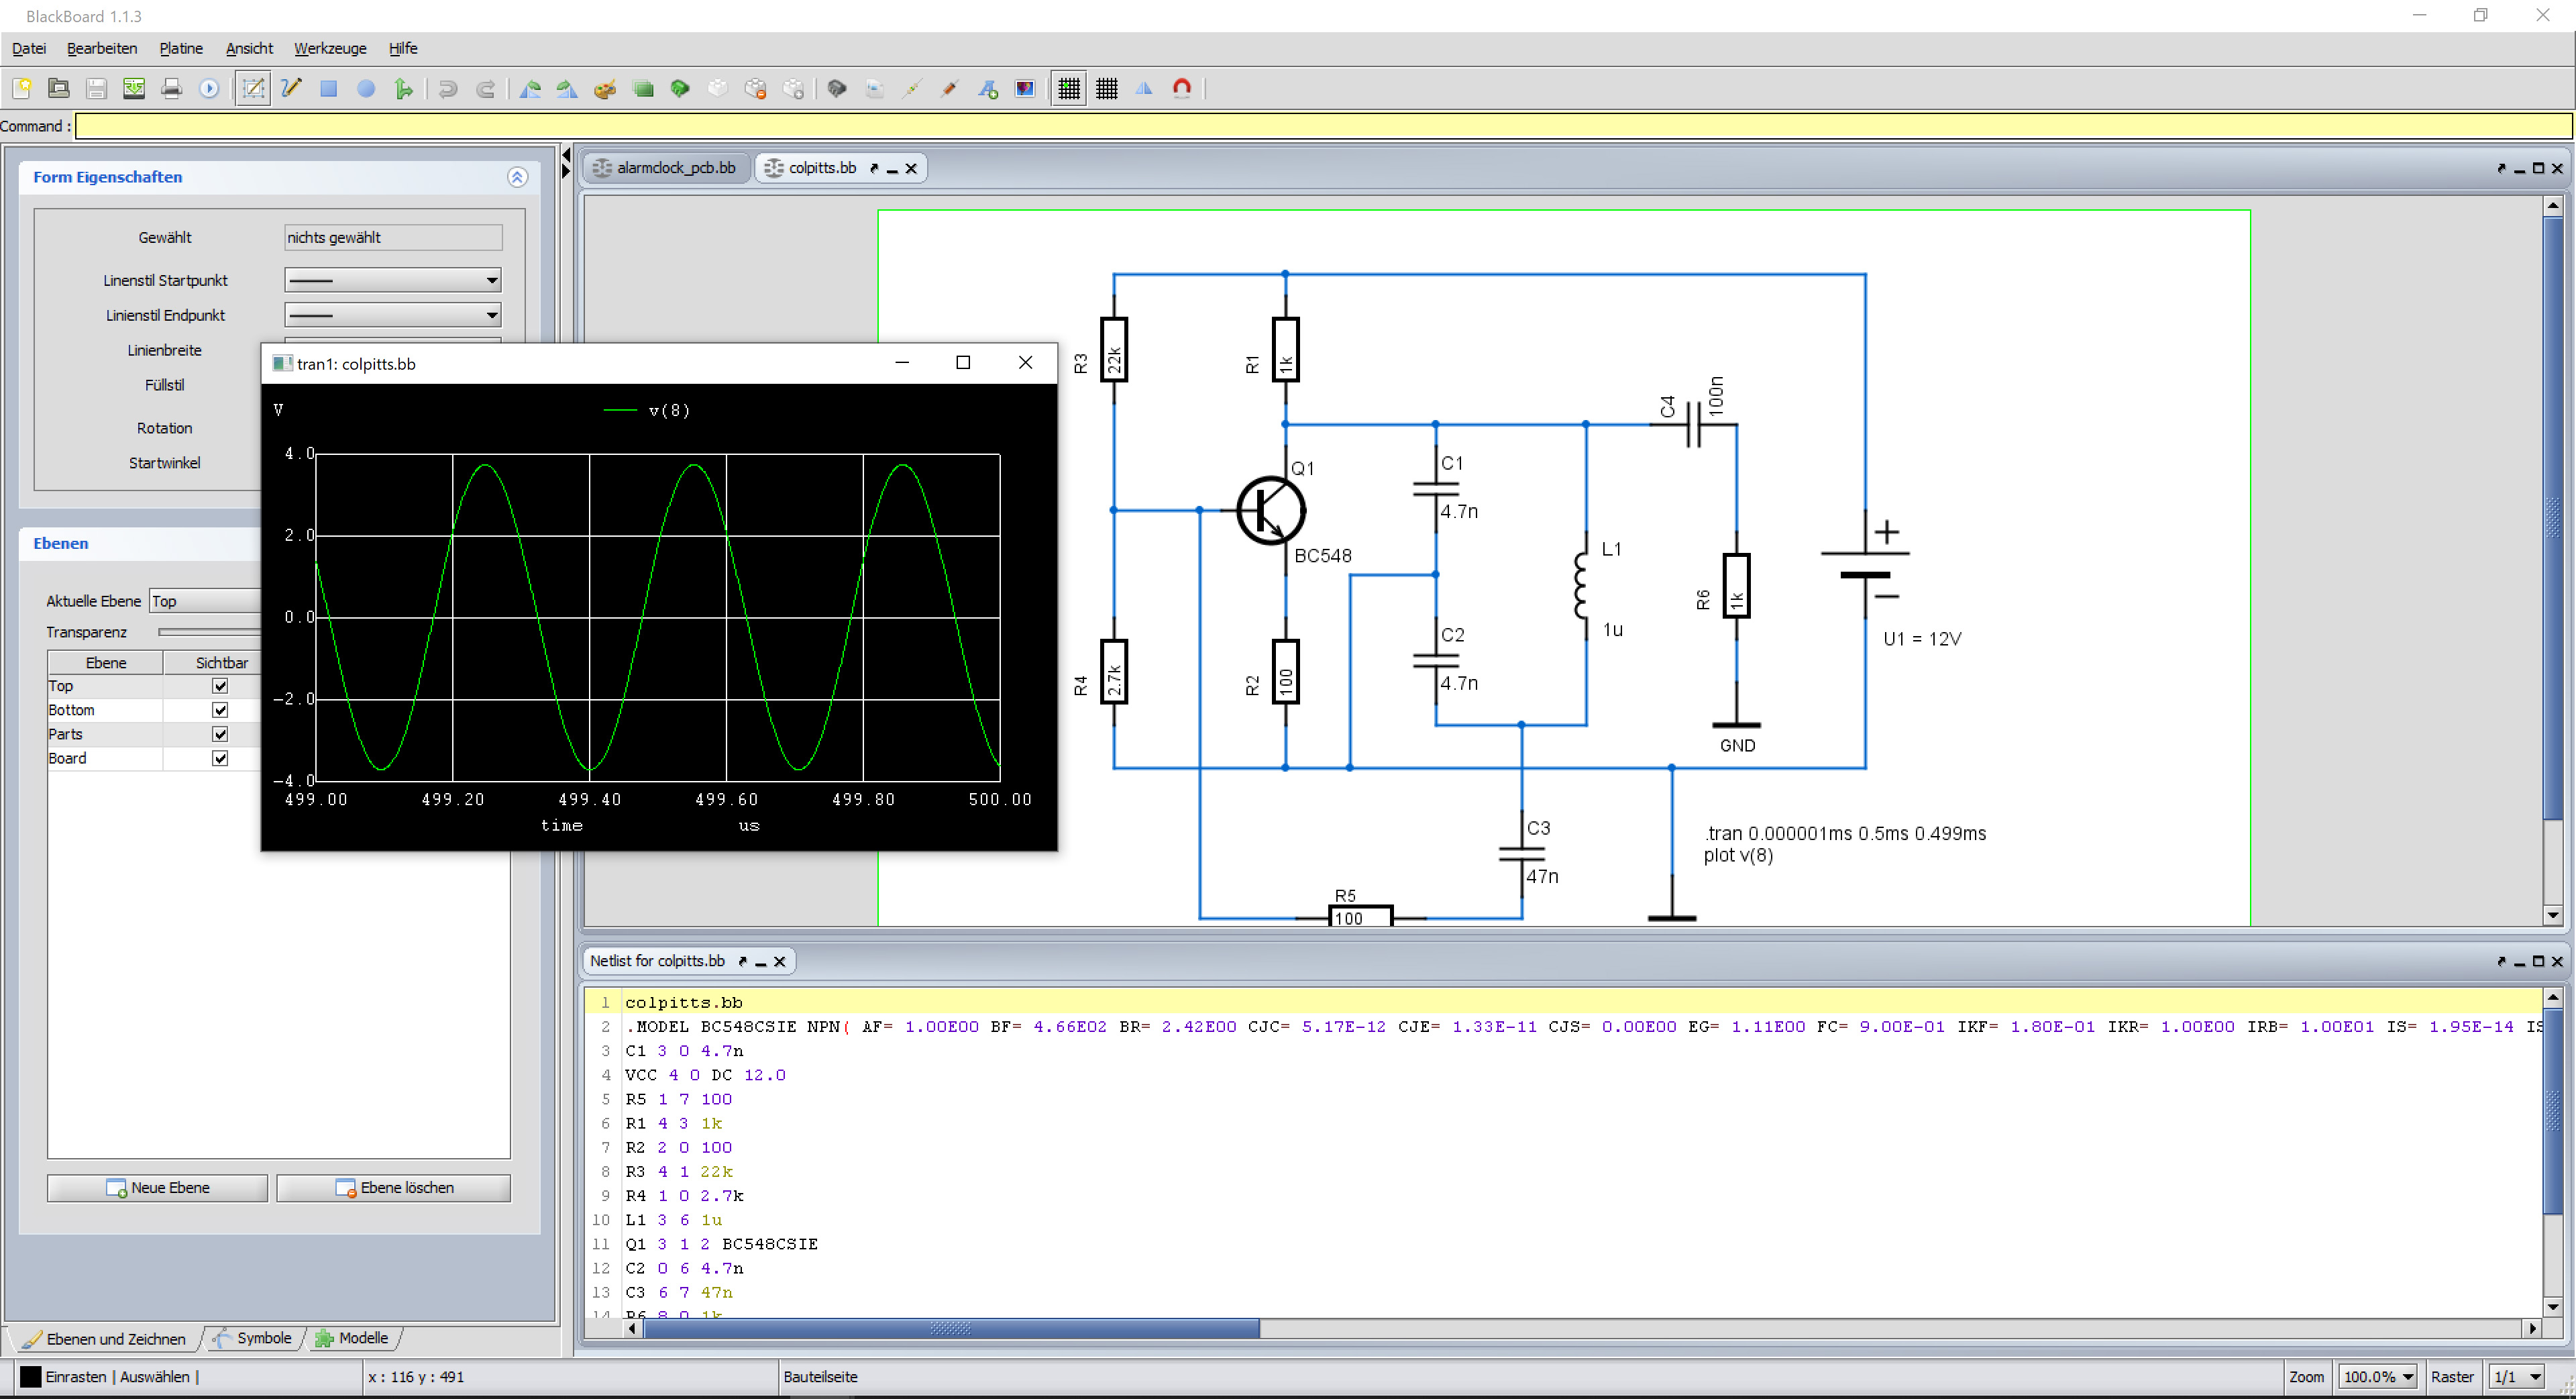 BlackBoard 1.1.3
Datei Bearbeiten Platine Ansicht Werkzeuge Hilfe
Command :
Form Eigenschaften
Gewählt nichts gewählt
Linenstil Startpunkt
Linienstil Endpunkt
Linienbreite
Füllstil
Rotation
Startwinkel
Ebenen
Aktuelle Ebene Top
Transparenz
Ebene Sichtbar
Top
Bottom
Parts
Board
Neue Ebene Ebene löschen
Ebenen und Zeichnen Symbole Modelle
tran1: colpitts.bb
V v(8)
4.0
2.0
0.0
-2.0
-4.0
499.00 499.20 499.40 499.60 499.80 500.00
time us
alarmclock_pcb.bb colpitts.bb
R3 22k
R1 1k
C4 100n
Q1
BC548
C1
4.7n
L1
1u
R6 1k
U1 = 12V
C2
4.7n
R4 2.7k
R2 100
GND
C3
47n
.tran 0.000001ms 0.5ms 0.499ms
plot v(8)
R5
100
Netlist for colpitts.bb
1 colpitts.bb
2 .MODEL BC548CSIE NPN( AF= 1.00E00 BF= 4.66E02 BR= 2.42E00 CJC= 5.17E-12 CJE= 1.33E-11 CJS= 0.00E00 EG= 1.11E00 FC= 9.00E-01 IKF= 1.80E-01 IKR= 1.00E00 IRB= 1.00E01 IS= 1.95E-14 IS
3 C1 3 0 4.7n
4 VCC 4 0 DC 12.0
5 R5 1 7 100
6 R1 4 3 1k
7 R2 2 0 100
8 R3 4 1 22k
9 R4 1 0 2.7k
10 L1 3 6 1u
11 Q1 3 1 2 BC548CSIE
12 C2 0 6 4.7n
13 C3 6 7 47n
14 R6 8 0 1k
Einrasten | Auswählen | x : 116 y : 491 Bauteilseite Zoom 100.0% Raster 1/1